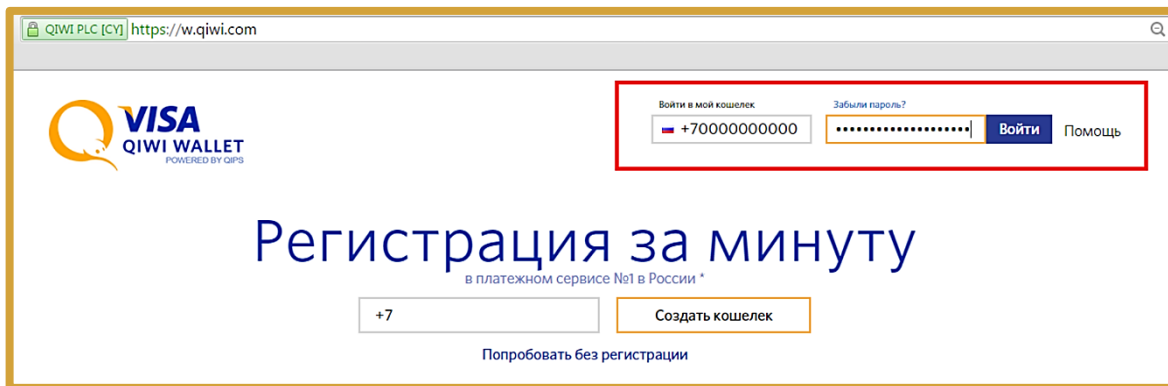 QIWI PLC [CY] https://w.qiwi.com
VISA
QIWI WALLET
POWERED BY QIPS
Войти в мой кошелек Забыли пароль?
+70000000000 •••••••••••••••••••• Войти Помощь
Регистрация за минуту
в платежном сервисе №1 в России *
+7 Создать кошелек
Попробовать без регистрации